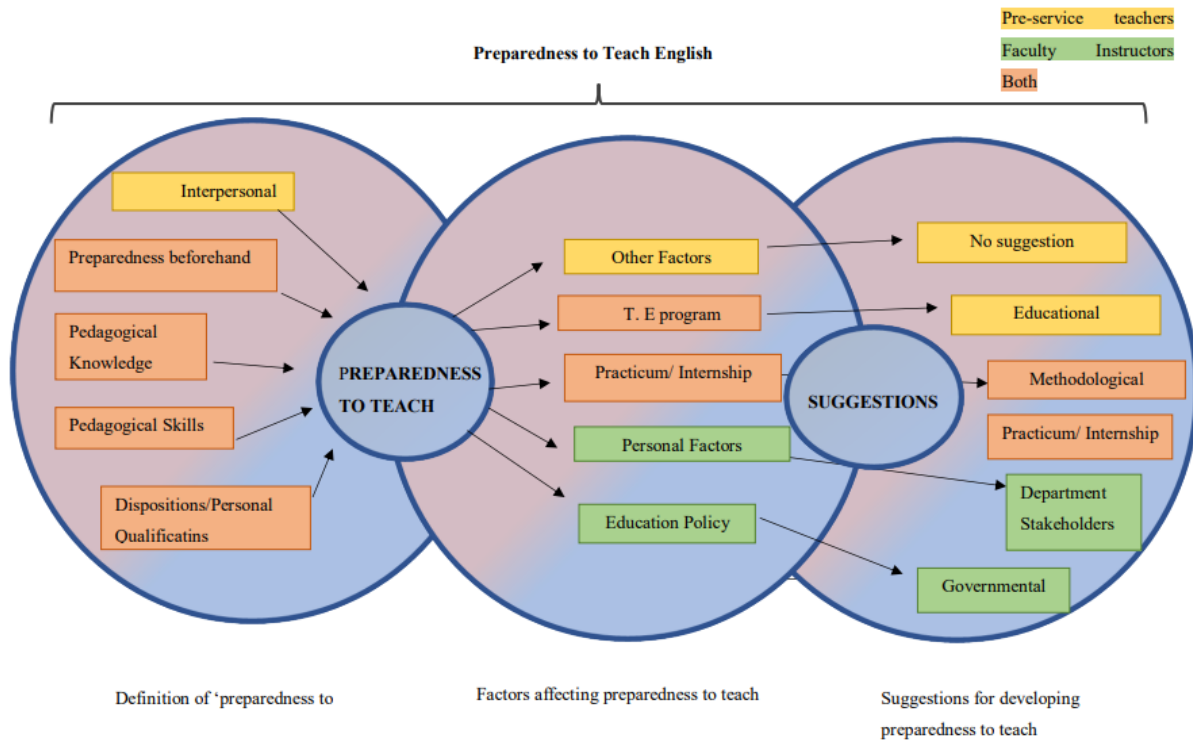 Pre-service teachers
Faculty Instructors
Both
Preparedness to Teach English
Interpersonal
Preparedness beforehand
Pedagogical
Knowledge
Pedagogical Skills
Dispositions/Personal
Qualificatins
PREPAREDNESS
TO TEACH
Other Factors
T. E program
Practicum/ Internship
Personal Factors
Education Policy
SUGGESTIONS
No suggestion
Educational
Methodological
Practicum/ Internship
Department
Stakeholders
Governmental
Definition of ‘preparedness to
Factors affecting preparedness to teach
Suggestions for developing
preparedness to teach